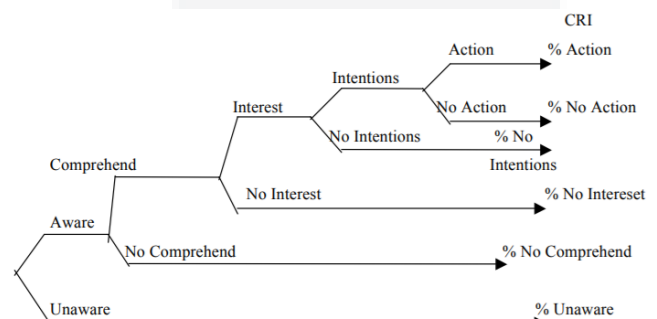 CRI
Action % Action
Intentions
No Action % No Action
Interest
No Intentions % No
Intentions
Comprehend
No Interest % No Intereset
Aware
No Comprehend % No Comprehend
Unaware % Unaware